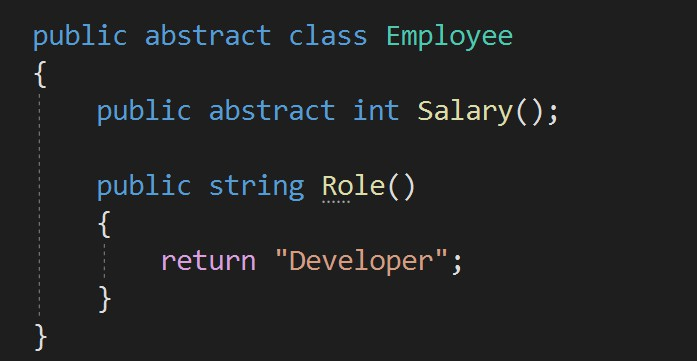 public abstract class Employee
{
    public abstract int Salary();

    public string Role()
    {
        return "Developer";
    }
}